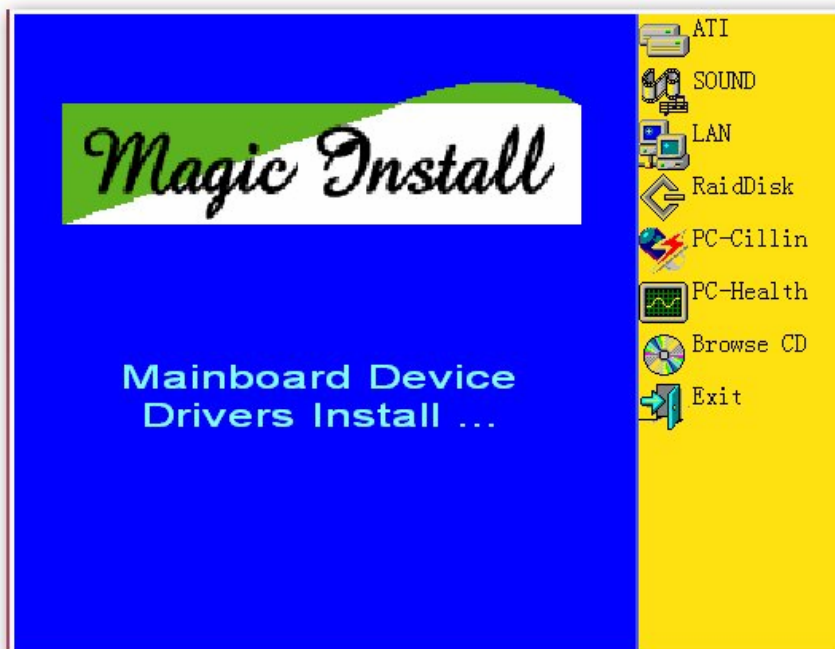 Magic Install
Mainboard Device
Drivers Install ...
ATI
SOUND
LAN
RaidDisk
PC-Cillin
PC-Health
Browse CD
Exit